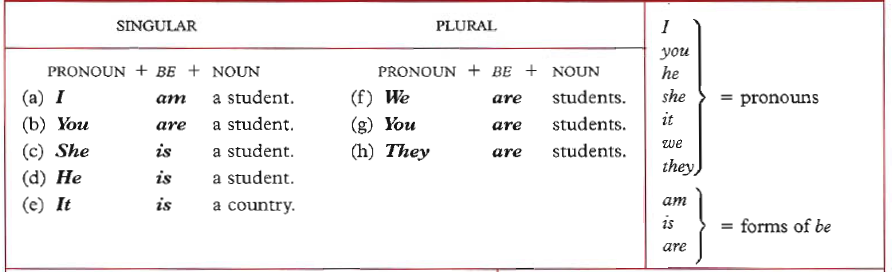 SINGULAR
PRONOUN + BE + NOUN
(a) I am a student.
(b) You are a student.
(c) She is a student.
(d) He is a student.
(e) It is a country.
PLURAL
PRONOUN + BE + NOUN
(f) We are students.
(g) You are students.
(h) They are students.
I
you
he
she
it
we
they
= pronouns
am
is
are
= forms of be